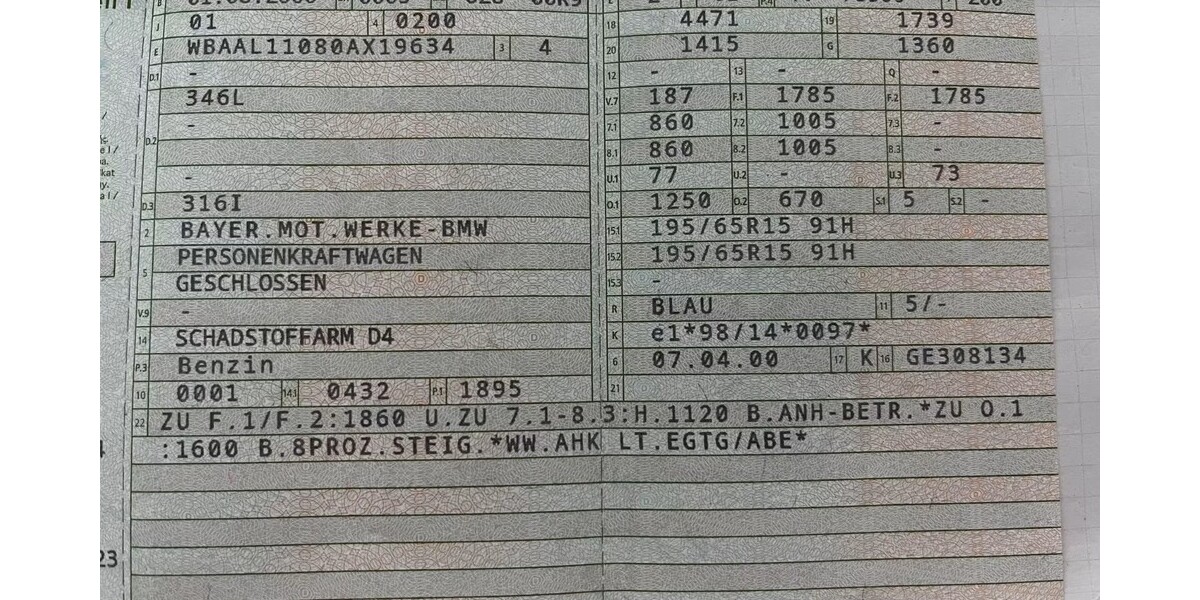 J 01 4 0200
E WBAAL11080AX19634 3 4
D.1 -
346L
D.2 -
-
D.3 316I
2 BAYER.MOT.WERKE-BMW
5 PERSONENKRAFTWAGEN
GESCHLOSSEN
V.9 -
14 SCHADSTOFFARM D4
P.3 Benzin
10 0001 14.1 0432 P.1 1895
18 4471 19 1739
20 1415 G 1360
12 - 13 - Q -
V.7 187 F.1 1785 F.2 1785
7.1 860 7.2 1005 7.3 -
8.1 860 8.2 1005 8.3 -
U.1 77 U.2 - U.3 73
O.1 1250 O.2 670 S.1 5 S.2 -
15.1 195/65R15 91H
15.2 195/65R15 91H
15.3 -
R BLAU 11 5/-
K e1*98/14*0097*
6 07.04.00 17 K 16 GE308134
21
22 ZU F.1/F.2:1860 U.ZU 7.1-8.3:H.1120 B.ANH-BETR.*ZU O.1
:1600 B.8PROZ.STEIG.*WW.AHK LT.EGTG/ABE*